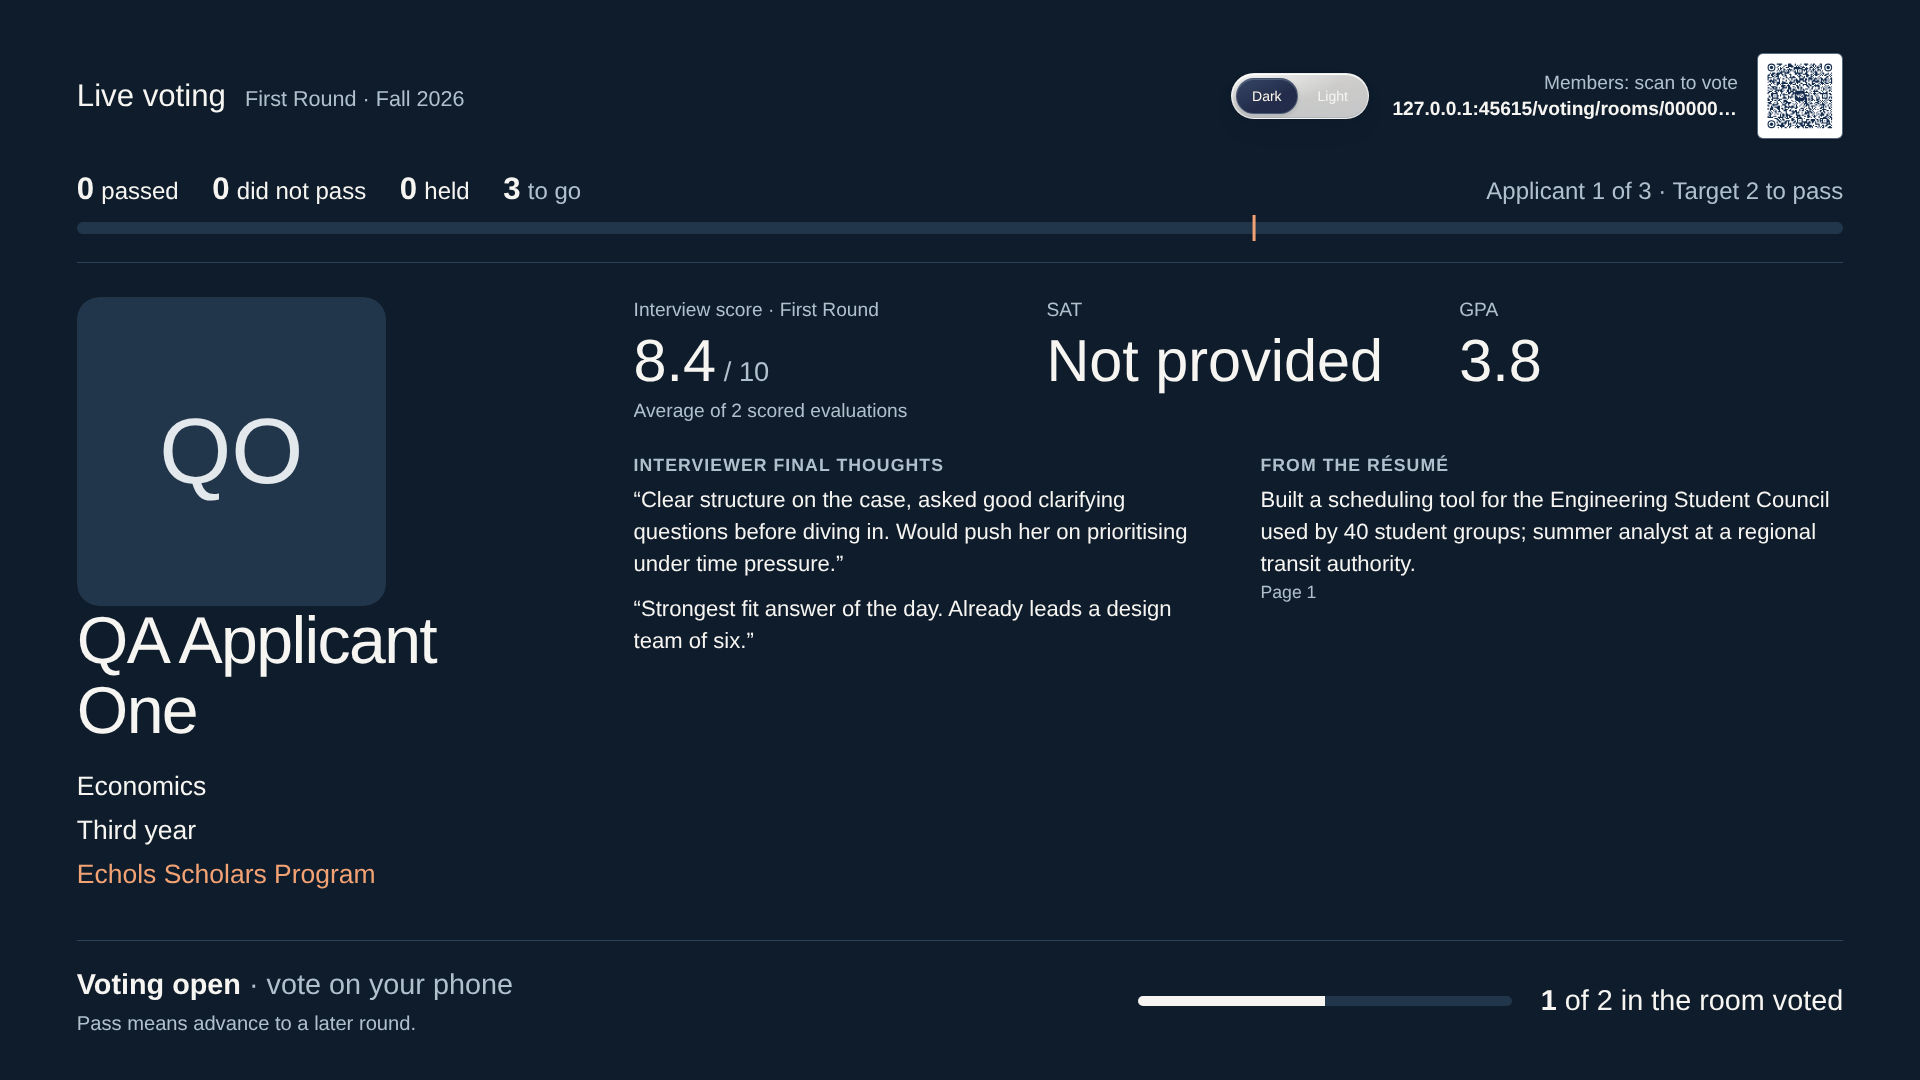 Live voting First Round · Fall 2026
Dark Light
Members: scan to vote
127.0.0.1:45615/voting/rooms/00000…
0 passed 0 did not pass 0 held 3 to go
Applicant 1 of 3 · Target 2 to pass
QO
QA Applicant
One
Economics
Third year
Echols Scholars Program
Interview score · First Round
8.4 / 10
Average of 2 scored evaluations
SAT
Not provided
GPA
3.8
INTERVIEWER FINAL THOUGHTS
“Clear structure on the case, asked good clarifying
questions before diving in. Would push her on prioritising
under time pressure.”
“Strongest fit answer of the day. Already leads a design
team of six.”
FROM THE RÉSUMÉ
Built a scheduling tool for the Engineering Student Council
used by 40 student groups; summer analyst at a regional
transit authority.
Page 1
Voting open · vote on your phone
Pass means advance to a later round.
1 of 2 in the room voted